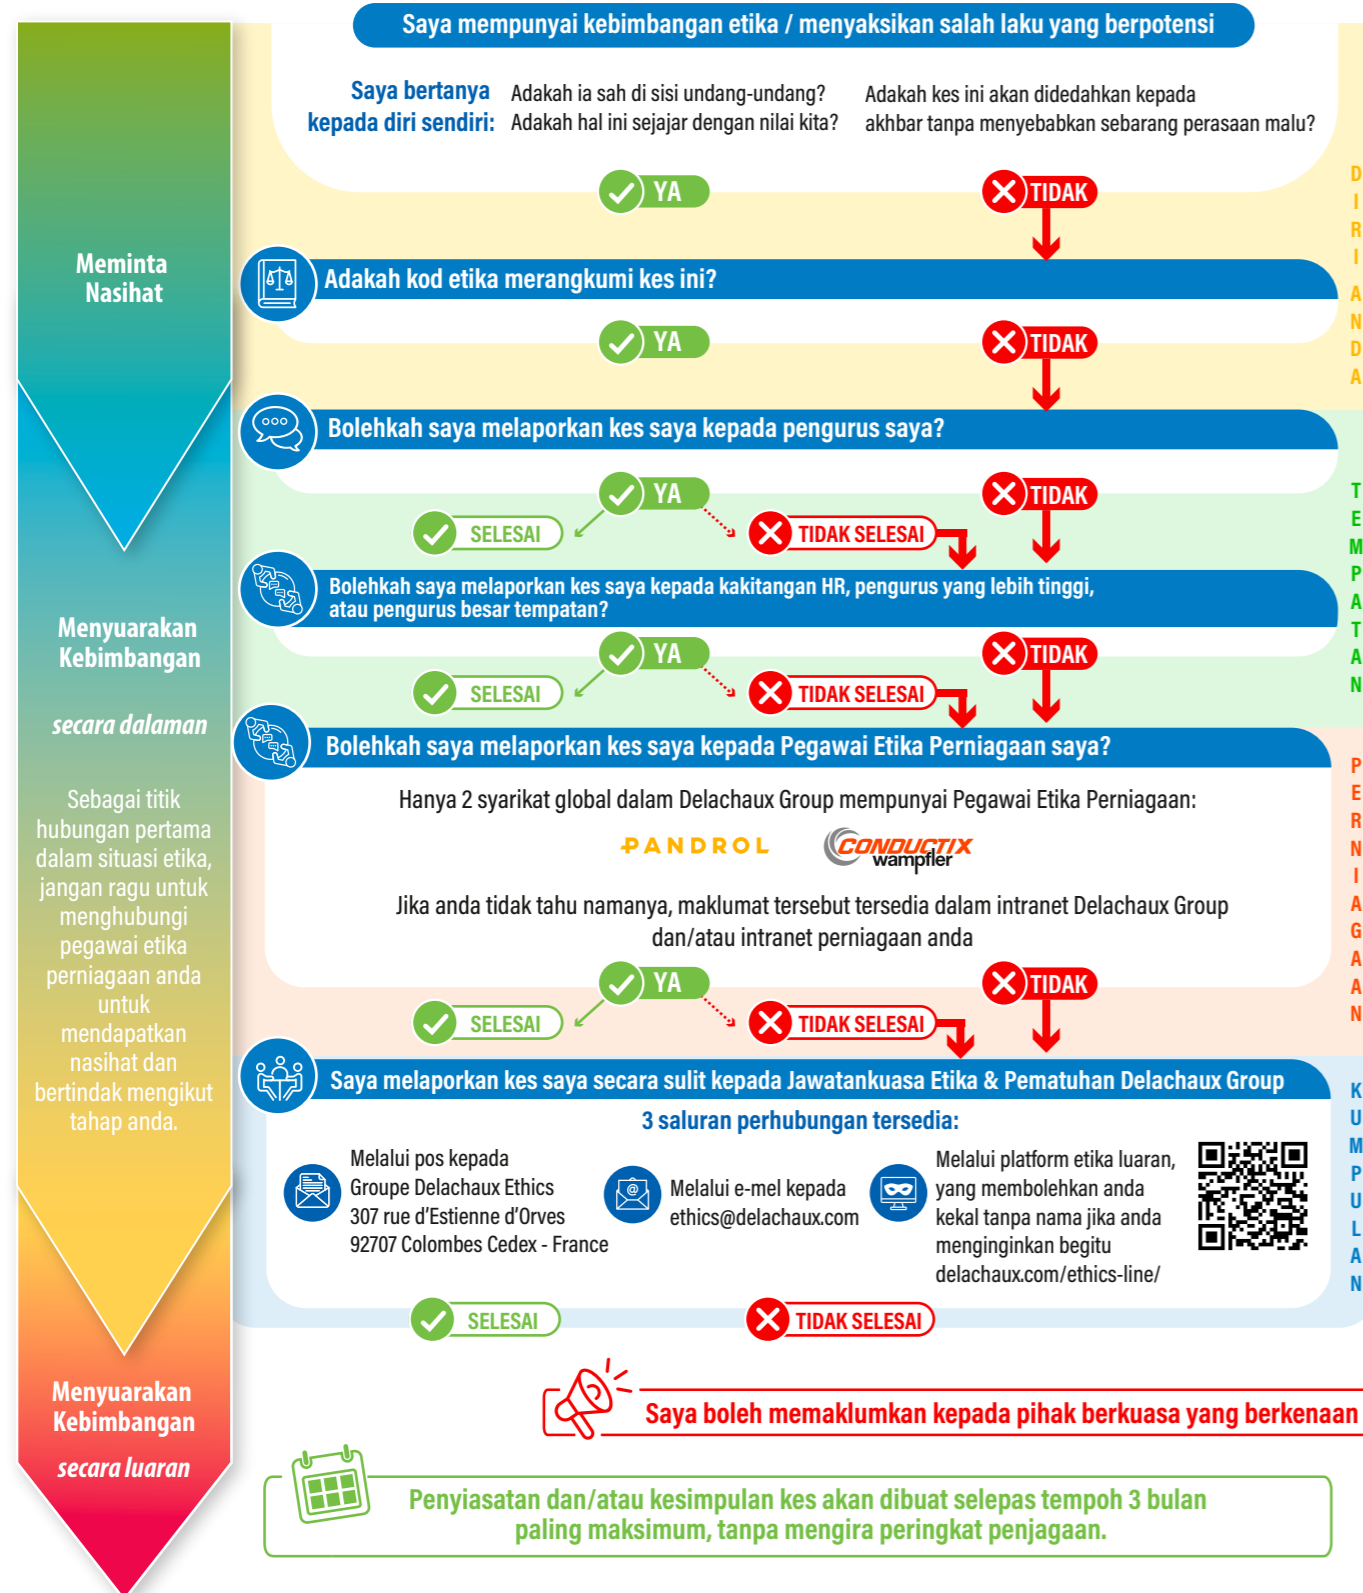 Saya mempunyai kebimbangan etika / menyaksikan salah laku yang berpotensi
Saya bertanya
kepada diri sendiri:
Adakah ia sah di sisi undang-undang?
Adakah hal ini sejajar dengan nilai kita?
Adakah kes ini akan didedahkan kepada
akhbar tanpa menyebabkan sebarang perasaan malu?
YA
TIDAK
DIRI ANDA
Meminta
Nasihat
Adakah kod etika merangkumi kes ini?
YA
TIDAK
Bolehkah saya melaporkan kes saya kepada pengurus saya?
YA
TIDAK
SELESAI
TIDAK SELESAI
TEMPATAN
Bolehkah saya melaporkan kes saya kepada kakitangan HR, pengurus yang lebih tinggi,
atau pengurus besar tempatan?
YA
TIDAK
SELESAI
TIDAK SELESAI
Menyuarakan
Kebimbangan
secara dalaman
Sebagai titik
hubungan pertama
dalam situasi etika,
jangan ragu untuk
menghubungi
pegawai etika
perniagaan anda
untuk
mendapatkan
nasihat dan
bertindak mengikut
tahap anda.
Bolehkah saya melaporkan kes saya kepada Pegawai Etika Perniagaan saya?
Hanya 2 syarikat global dalam Delachaux Group mempunyai Pegawai Etika Perniagaan:
PANDROL
CONDUCTIX
wampfler
Jika anda tidak tahu namanya, maklumat tersebut tersedia dalam intranet Delachaux Group
dan/atau intranet perniagaan anda
YA
TIDAK
SELESAI
TIDAK SELESAI
PERNIAGAAN
Saya melaporkan kes saya secara sulit kepada Jawatankuasa Etika & Pematuhan Delachaux Group
3 saluran perhubungan tersedia:
Melalui pos kepada
Groupe Delachaux Ethics
307 rue d'Estienne d'Orves
92707 Colombes Cedex - France
Melalui e-mel kepada
ethics@delachaux.com
Melalui platform etika luaran,
yang membolehkan anda
kekal tanpa nama jika anda
menginginkan begitu
delachaux.com/ethics-line/
KUMPULAN
SELESAI
TIDAK SELESAI
Menyuarakan
Kebimbangan
secara luaran
Saya boleh memaklumkan kepada pihak berkuasa yang berkenaan
Penyiasatan dan/atau kesimpulan kes akan dibuat selepas tempoh 3 bulan
paling maksimum, tanpa mengira peringkat penjagaan.